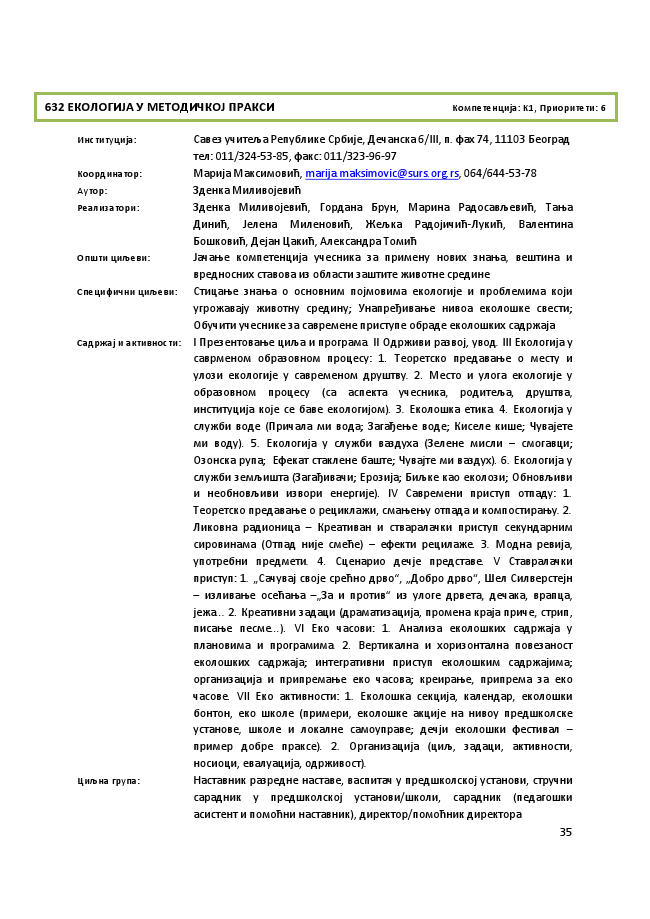 632 ЕКОЛОГИЈА У МЕТОДИЧКОЈ ПРАКСИ Компетенција: К1, Приоритети: 6
Институција: Савез учитеља Републике Србије, Дечанска 6/III, п. фах 74, 11103 Београд
тел: 011/324-53-85, факс: 011/323-96-97
Координатор: Марија Максимовић, marija.maksimovic@surs.org.rs, 064/644-53-78
Аутор: Зденка Миливојевић
Реализатори: Зденка Миливојевић, Гордана Брун, Марина Радосављевић, Тања
Динић, Јелена Миленовић, Жељка Радојичић-Лукић, Валентина
Бошковић, Дејан Цакић, Александра Томић
Општи циљеви: Јачање компетенција учесника за примену нових знања, вештина и
вредносних ставова из области заштите животне средине
Специфични циљеви: Стицање знања о основним појмовима екологије и проблемима који
угрожавају животну средину; Унапређивање нивоа еколошке свести;
Обучити учеснике за савремене приступе обраде еколошких садржаја
Садржај и активности: I Презентовање циља и програма. II Одрживи развој, увод. III Екологија у
саврменом образовном процесу: 1. Теоретско предавање о месту и
улози екологије у савременом друштву. 2. Место и улога екологије у
образовном процесу (са аспекта учесника, родитеља, друштва,
институција које се баве екологијом). 3. Еколошка етика. 4. Екологија у
служби воде (Причала ми вода; Загађење воде; Киселе кише; Чувајете
ми воду). 5. Екологија у служби ваздуха (Зелене мисли – смогавци;
Озонска рупа; Ефекат стаклене баште; Чувајте ми ваздух). 6. Екологија у
служби земљишта (Загађивачи; Ерозија; Биљке као еколози; Обновљиви
и необновљиви извори енергије). IV Савремени приступ отпаду: 1.
Теоретско предавање о рециклажи, смањењу отпада и компостирању. 2.
Ликовна радионица – Креативан и стваралачки приступ секундарним
сировинама (Отпад није смеће) – ефекти рецилаже. 3. Модна ревија,
употребни предмети. 4. Сценарио дечје представе. V Ставралачки
приступ: 1. „Сачувај своје срећно дрво“, „Добро дрво“, Шел Силверстејн
– изливање осећања –„За и против“ из улоге дрвета, дечака, врапца,
јежа... 2. Креативни задаци (драматизација, промена краја приче, стрип,
писање песме...). VI Еко часови: 1. Анализа еколошких садржаја у
плановима и програмима. 2. Вертикална и хоризонтална повезаност
еколошких садржаја; интегративни приступ еколошким садржајима;
организација и припремање еко часова; креирање, припрема за еко
часове. VII Еко активности: 1. Еколошка секција, календар, еколошки
бонтон, еко школе (примери, еколошке акције на нивоу предшколске
установе, школе и локалне самоуправе; дечји еколошки фестивал –
пример добре праксе). 2. Организација (циљ, задаци, активности,
носиоци, евалуација, одрживост).
Циљна група: Наставник разредне наставе, васпитач у предшколској установи, стручни
сарадник у предшколској установи/школи, сарадник (педагошки
асистент и помоћни наставник), директор/помоћник директора
35